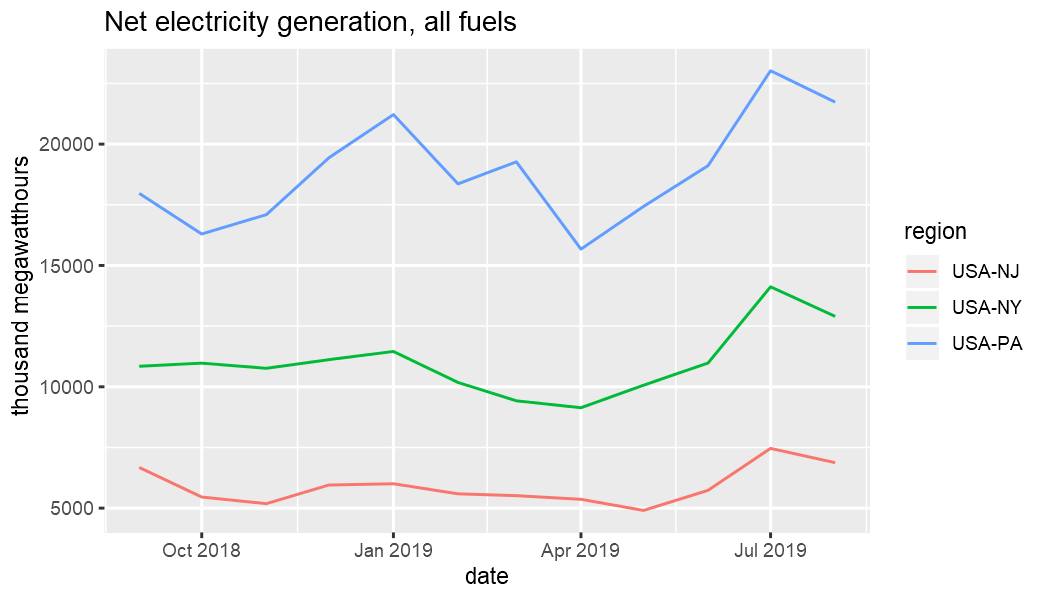 Net electricity generation, all fuels
thousand megawatthours
20000
15000
10000
5000
Oct 2018 Jan 2019 Apr 2019 Jul 2019
date
region
USA-NJ
USA-NY
USA-PA